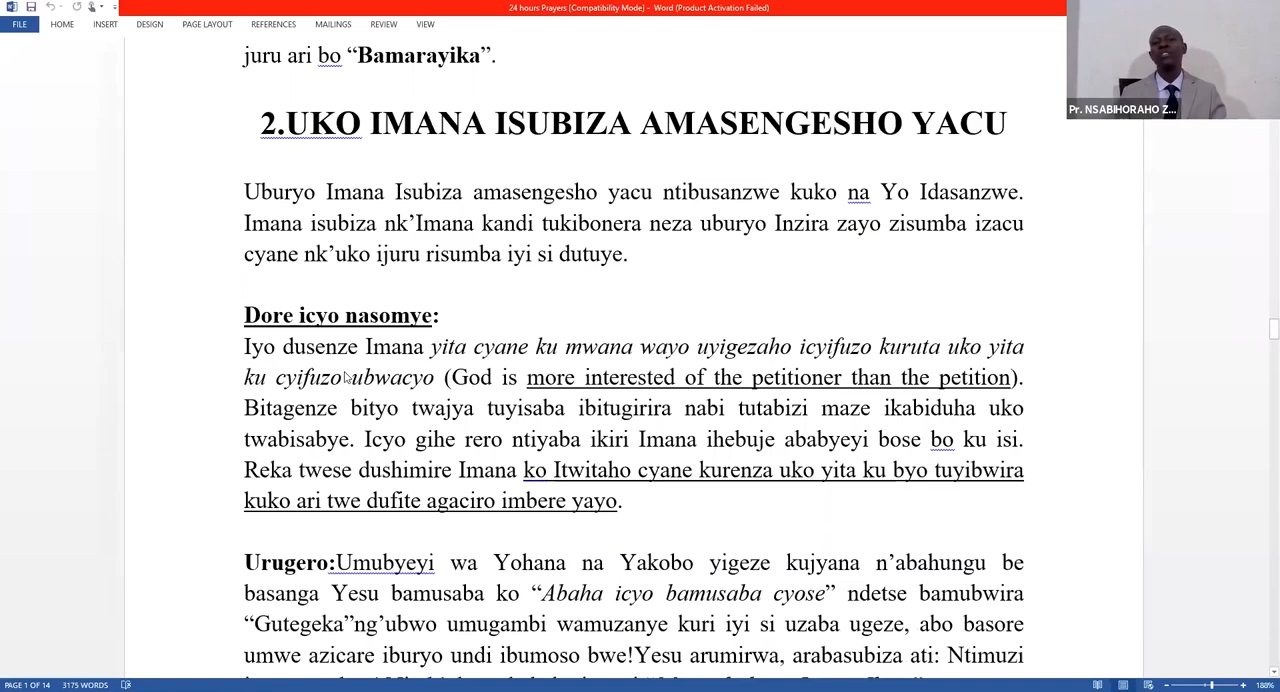 24 hours Prayers [Compatibility Mode] - Word (Product Activation Failed)
FILE HOME INSERT DESIGN PAGE LAYOUT REFERENCES MAILINGS REVIEW VIEW
Pr. NSABIHORAHO Z...
juru ari bo “Bamarayika”.
2.UKO IMANA ISUBIZA AMASENGESHO YACU
Uburyo Imana Isubiza amasengesho yacu ntibusanzwe kuko na Yo Idasanzwe.
Imana isubiza nk’Imana kandi tukibonera neza uburyo Inzira zayo zisumba izacu
cyane nk’uko ijuru risumba iyi si dutuye.
Dore icyo nasomye:
Iyo dusenze Imana yita cyane ku mwana wayo uyigezaho icyifuzo kuruta uko yita
ku cyifuzo ubwacyo (God is more interested of the petitioner than the petition).
Bitagenze bityo twajya tuyisaba ibitugirira nabi tutabizi maze ikabiduha uko
twabisabye. Icyo gihe rero ntiyaba ikiri Imana ihebuje ababyeyi bose bo ku isi.
Reka twese dushimire Imana ko Itwitaho cyane kurenza uko yita ku byo tuyibwira
kuko ari twe dufite agaciro imbere yayo.
Urugero:Umubyeyi wa Yohana na Yakobo yigeze kujyana n’abahungu be
basanga Yesu bamusaba ko “Abaha icyo bamusaba cyose” ndetse bamubwira
“Gutegeka”ng’ubwo umugambi wamuzanye kuri iyi si uzaba ugeze, abo basore
umwe azicare iburyo undi ibumoso bwe!Yesu arumirwa, arabasubiza ati: Ntimuzi
PAGE 1 OF 14 3175 WORDS 188%